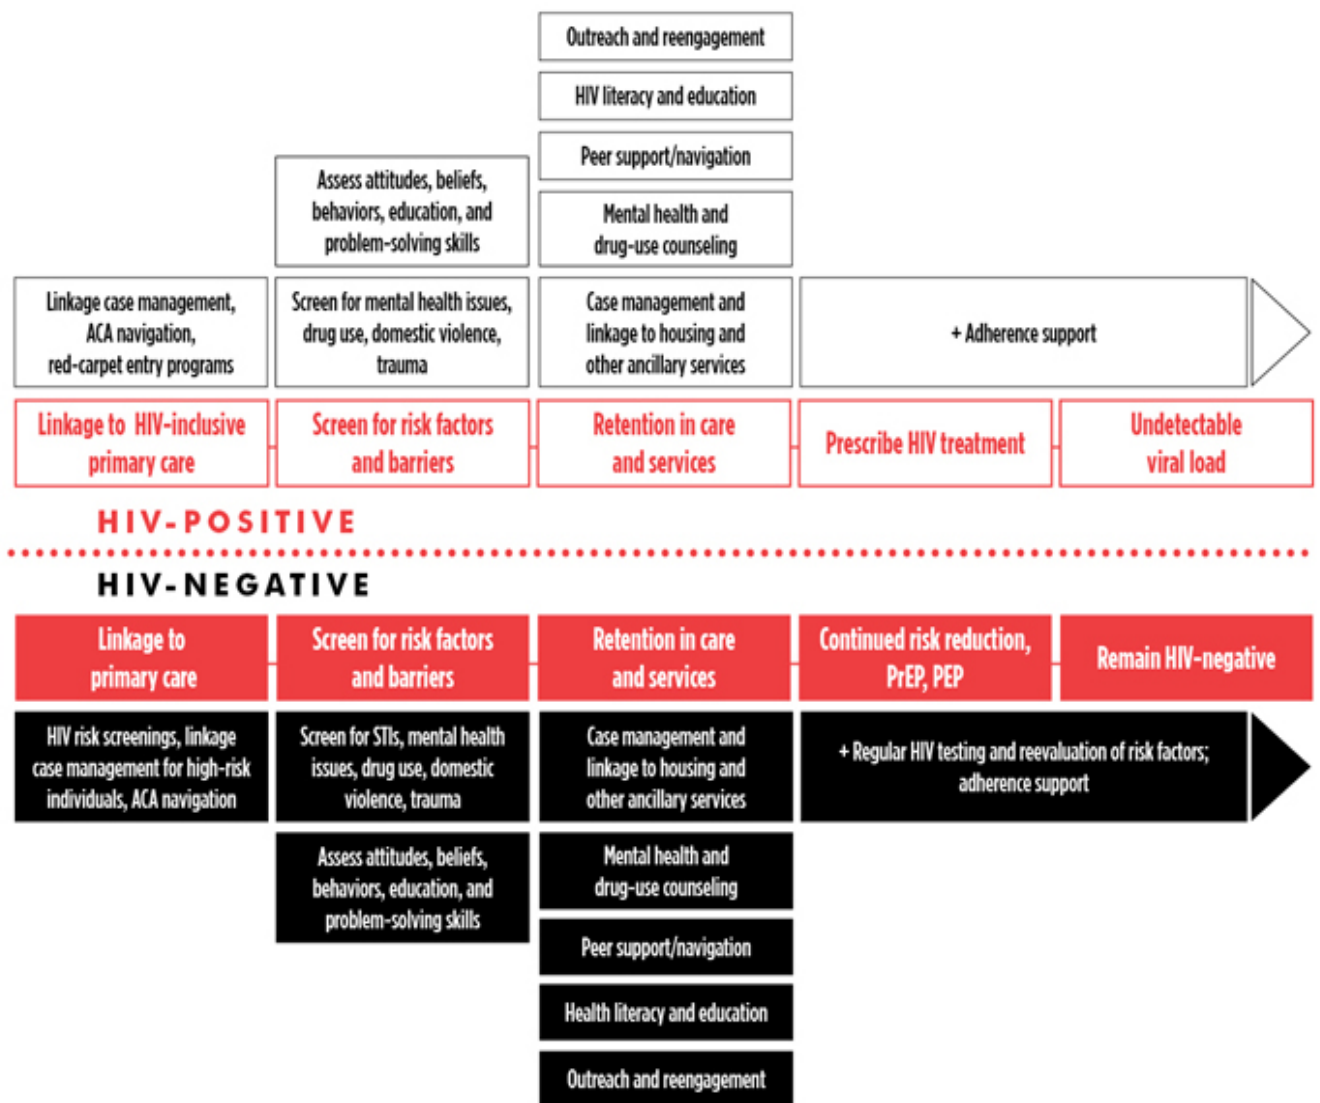 Outreach and reengagement
HIV literacy and education
Peer support/navigation
Assess attitudes, beliefs,
behaviors, education, and
problem-solving skills
Mental health and
drug-use counseling
Linkage case management,
ACA navigation,
red-carpet entry programs
Screen for mental health issues,
drug use, domestic violence,
trauma
Case management and
linkage to housing and
other ancillary services
+ Adherence support
Linkage to HIV-inclusive
primary care
Screen for risk factors
and barriers
Retention in care
and services
Prescribe HIV treatment
Undetectable
viral load
HIV-POSITIVE
HIV-NEGATIVE
Linkage to
primary care
Screen for risk factors
and barriers
Retention in care
and services
Continued risk reduction,
PrEP, PEP
Remain HIV-negative
HIV risk screenings, linkage
case management for high-risk
individuals, ACA navigation
Screen for STIs, mental health
issues, drug use, domestic
violence, trauma
Case management and
linkage to housing and
other ancillary services
+ Regular HIV testing and reevaluation of risk factors;
adherence support
Assess attitudes, beliefs,
behaviors, education, and
problem-solving skills
Mental health and
drug-use counseling
Peer support/navigation
Health literacy and education
Outreach and reengagement